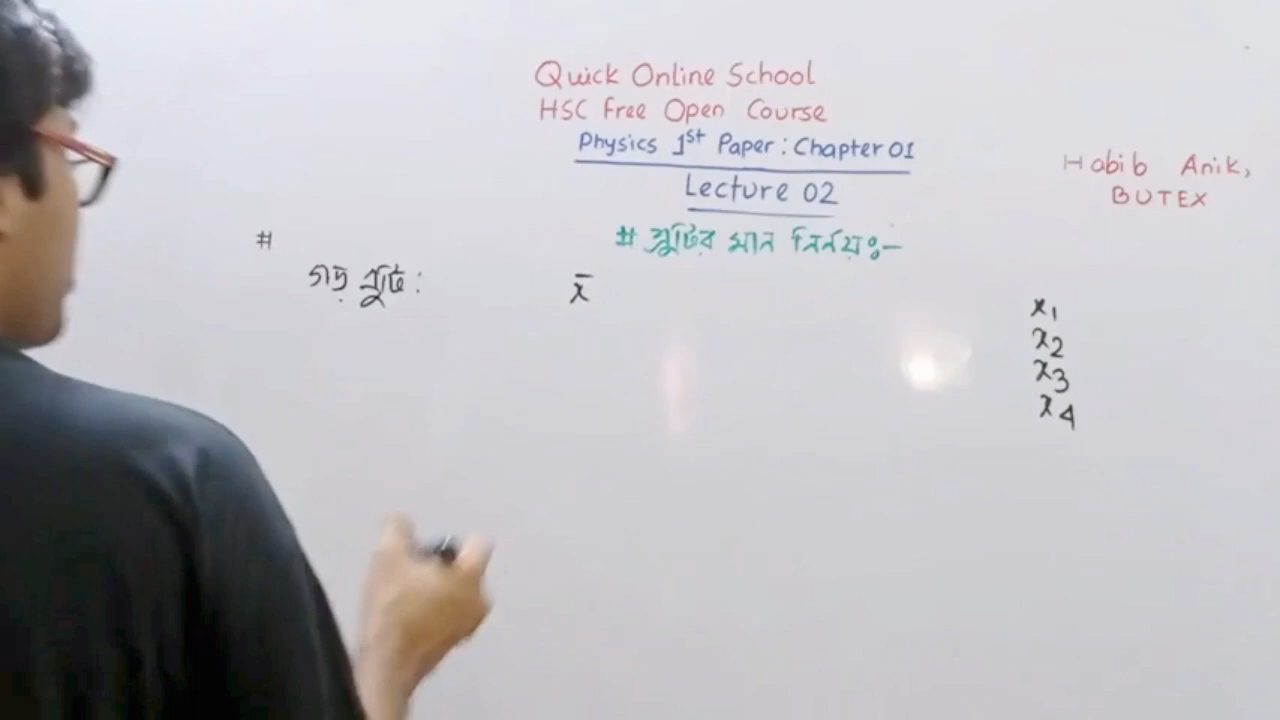 Quick Online School
HSC Free Open Course
Physics 1st Paper : Chapter 01
Lecture 02
Habib Anik,
BUTEX
# ত্রুটির মান নির্নয়ঃ-
#
গড় ত্রুটি :
x̄
x₁
x₂
x₃
x₄